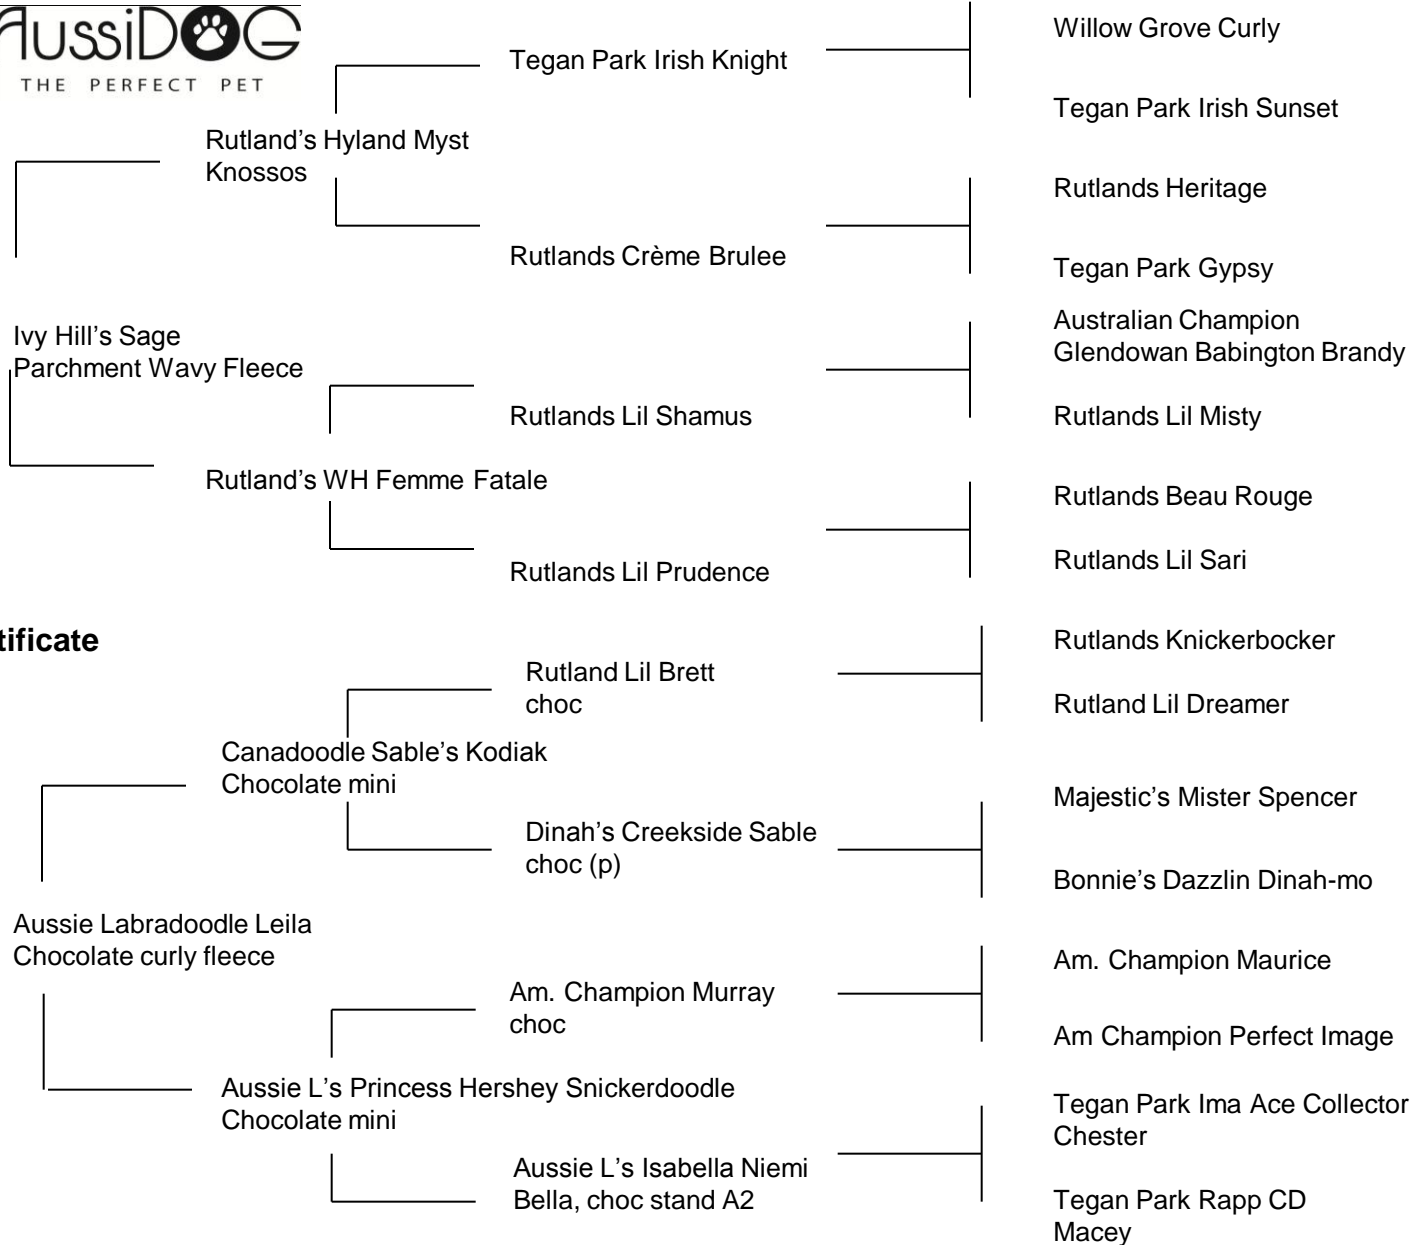 AussiDOG
THE PERFECT PET
Willow Grove Curly
Tegan Park Irish Knight
Tegan Park Irish Sunset
Rutland’s Hyland Myst
Knossos
Rutlands Heritage
Rutlands Crème Brulee
Tegan Park Gypsy
Ivy Hill’s Sage
Parchment Wavy Fleece
Australian Champion
Glendowan Babington Brandy
Rutlands Lil Shamus
Rutlands Lil Misty
Rutland’s WH Femme Fatale
Rutlands Beau Rouge
Rutlands Lil Prudence
Rutlands Lil Sari
tificate
Rutlands Knickerbocker
Rutland Lil Brett
choc
Rutland Lil Dreamer
Canadoodle Sable’s Kodiak
Chocolate mini
Majestic’s Mister Spencer
Dinah’s Creekside Sable
choc (p)
Bonnie’s Dazzlin Dinah-mo
Aussie Labradoodle Leila
Chocolate curly fleece
Am. Champion Maurice
Am. Champion Murray
choc
Am Champion Perfect Image
Aussie L’s Princess Hershey Snickerdoodle
Chocolate mini
Tegan Park Ima Ace Collector
Chester
Aussie L’s Isabella Niemi
Bella, choc stand A2
Tegan Park Rapp CD
Macey